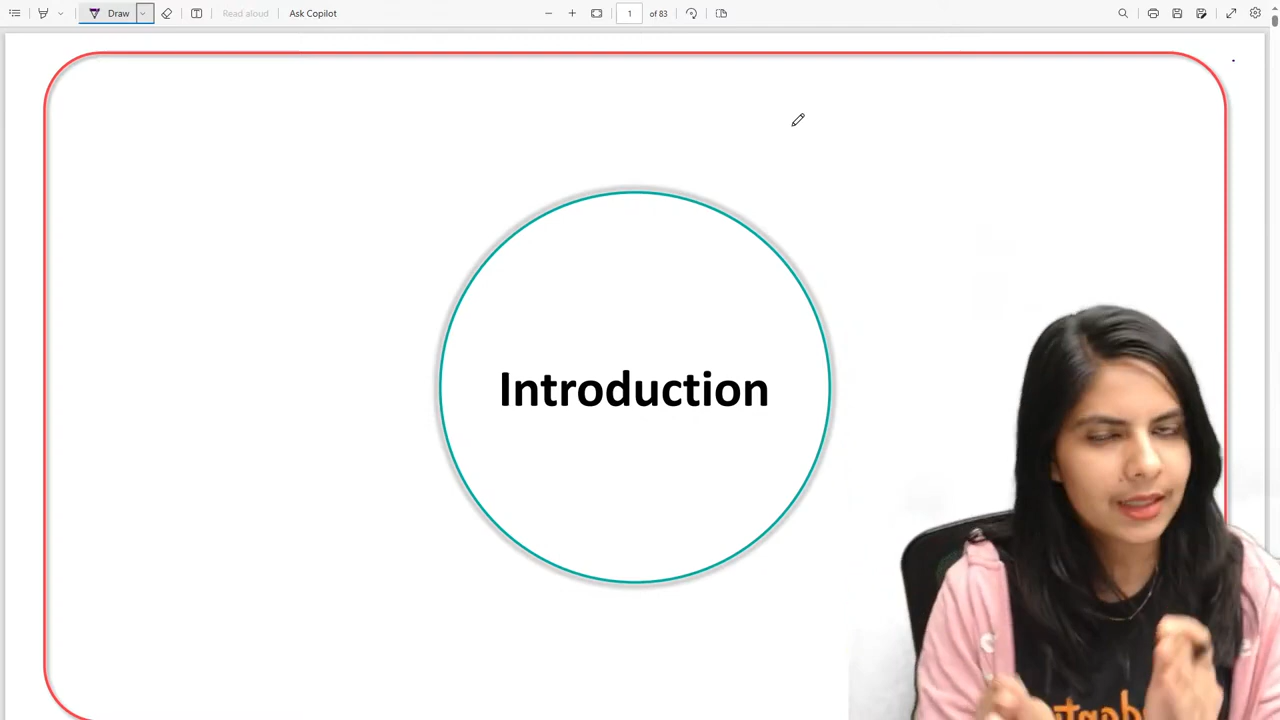 Draw
Read aloud
Ask Copilot
1
of 83
Introduction